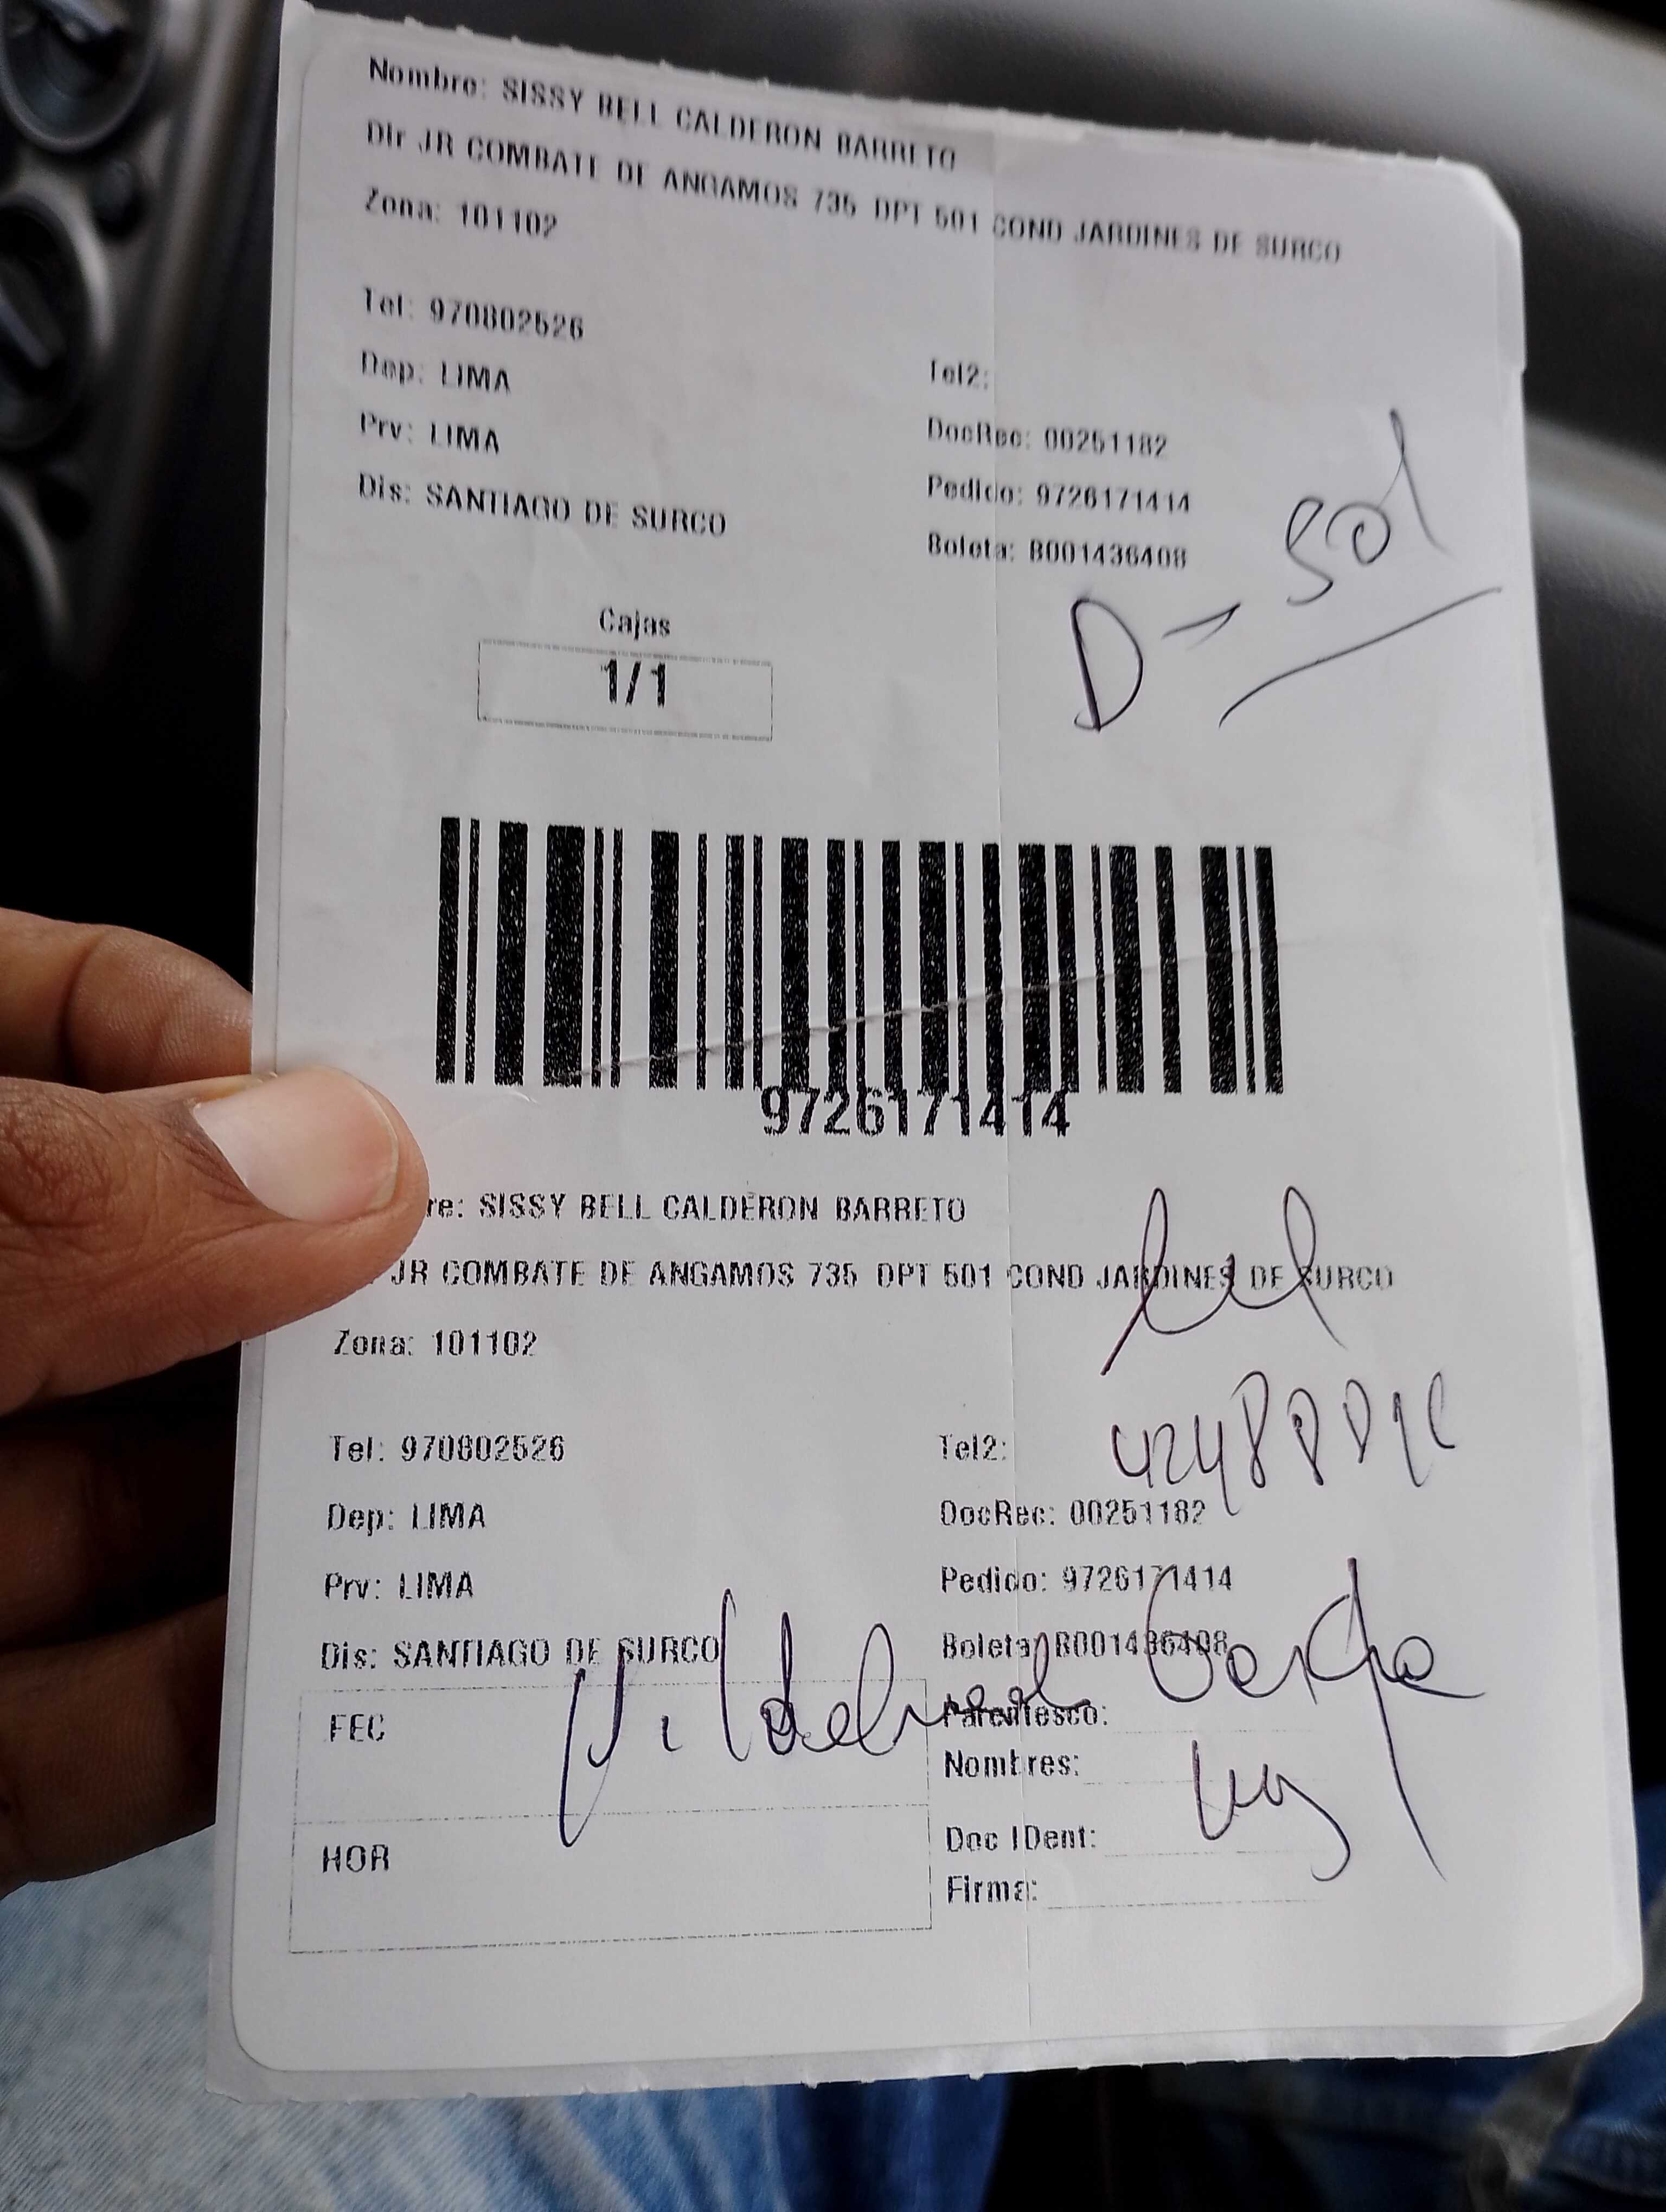 Nombre: SISSY BELL CALDERON BARRETO
Dir JR COMBATE DE ANGAMOS 735 DPT 501 COND JARDINES DE SURCO
Zona: 101102
Tel: 970802526
Tel2:
Dep: LIMA
DocRec: 00251182
Prv: LIMA
Pedido: 9726171414
Dis: SANTIAGO DE SURCO
Boleta: B001436408
D - 501
Cajas
1/1
9726171414
re: SISSY BELL CALDERON BARRETO
JR COMBATE DE ANGAMOS 735 DPT 501 COND JARDINES DE SURCO
Zona: 101102
Tel: 970802526
Tel2:
Dep: LIMA
DocRec: 00251182
Prv: LIMA
Pedido: 9726171414
Dis: SANTIAGO DE SURCO
Boleta: B001436408
FEC
Parentesco:
Nombres:
HOR
Doc IDent:
Firma: